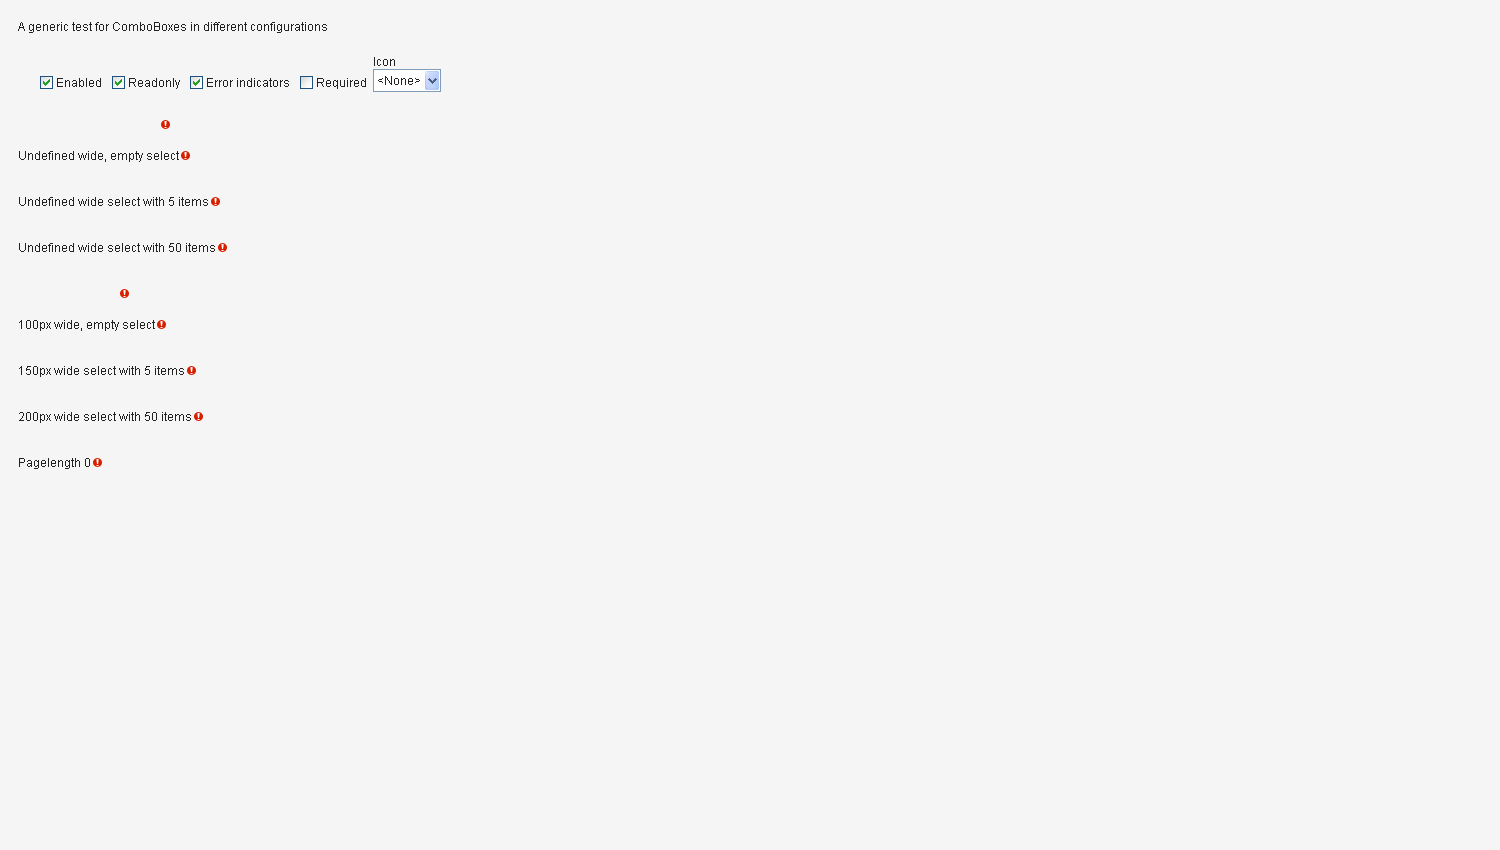 A generic test for ComboBoxes in different configurations
Icon
Enabled Readonly Error indicators Required <None>
Undefined wide, empty select
Undefined wide select with 5 items
Undefined wide select with 50 items
100px wide, empty select
150px wide select with 5 items
200px wide select with 50 items
Pagelength 0